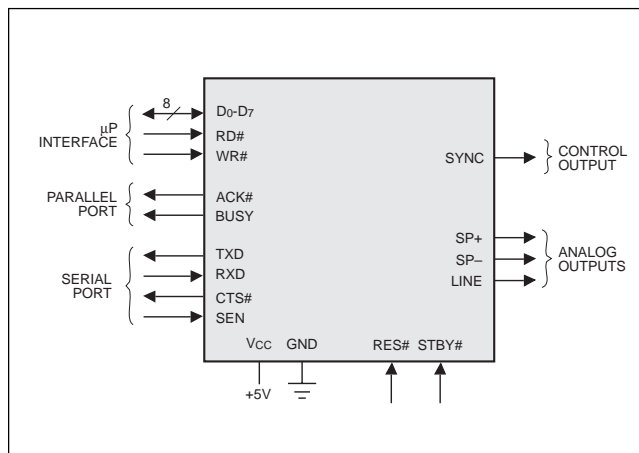 8
D0-D7
µP
INTERFACE
RD#
WR#
SYNC
CONTROL
OUTPUT
PARALLEL
PORT
ACK#
BUSY
SERIAL
PORT
TXD
RXD
CTS#
SEN
SP+
SP–
LINE
ANALOG
OUTPUTS
VCC GND RES# STBY#
+5V